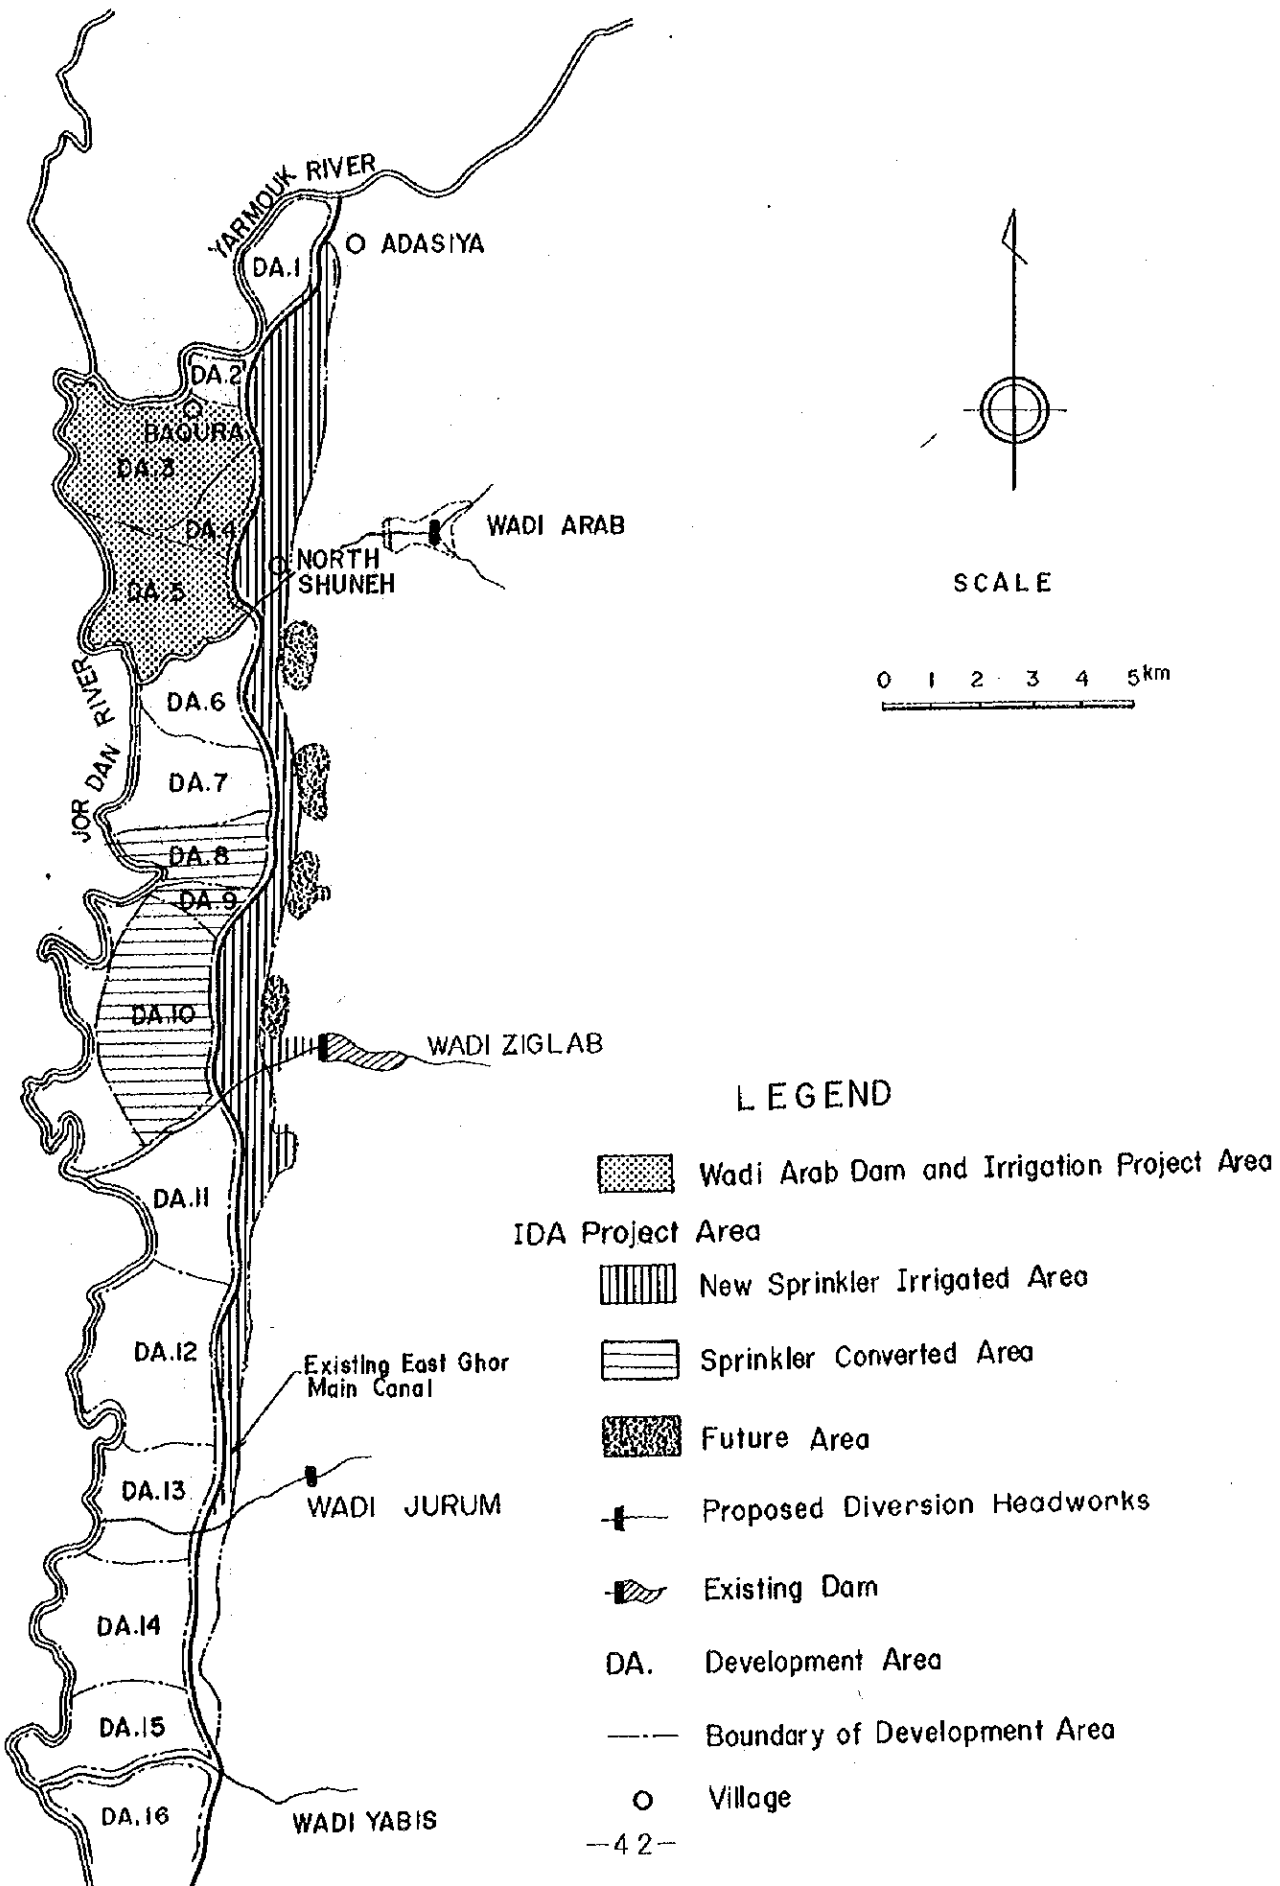 YARMOUK RIVER
ADASIYA
DA.1
DA.2
BAQURA
DA.3
DA.4
WADI ARAB
NORTH
SHUNEH
DA.5
SCALE
JORDAN RIVER
DA.6
0 1 2 3 4 5km
DA.7
DA.8
DA.9
DA.10
WADI ZIGLAB
LEGEND
Wadi Arab Dam and Irrigation Project Area
DA.11
IDA Project Area
New Sprinkler Irrigated Area
DA.12
Sprinkler Converted Area
Existing East Ghor
Main Canal
Future Area
DA.13
WADI JURUM
Proposed Diversion Headworks
Existing Dam
DA.14
DA. Development Area
DA.15
Boundary of Development Area
Village
DA.16
WADI YABIS
-42-